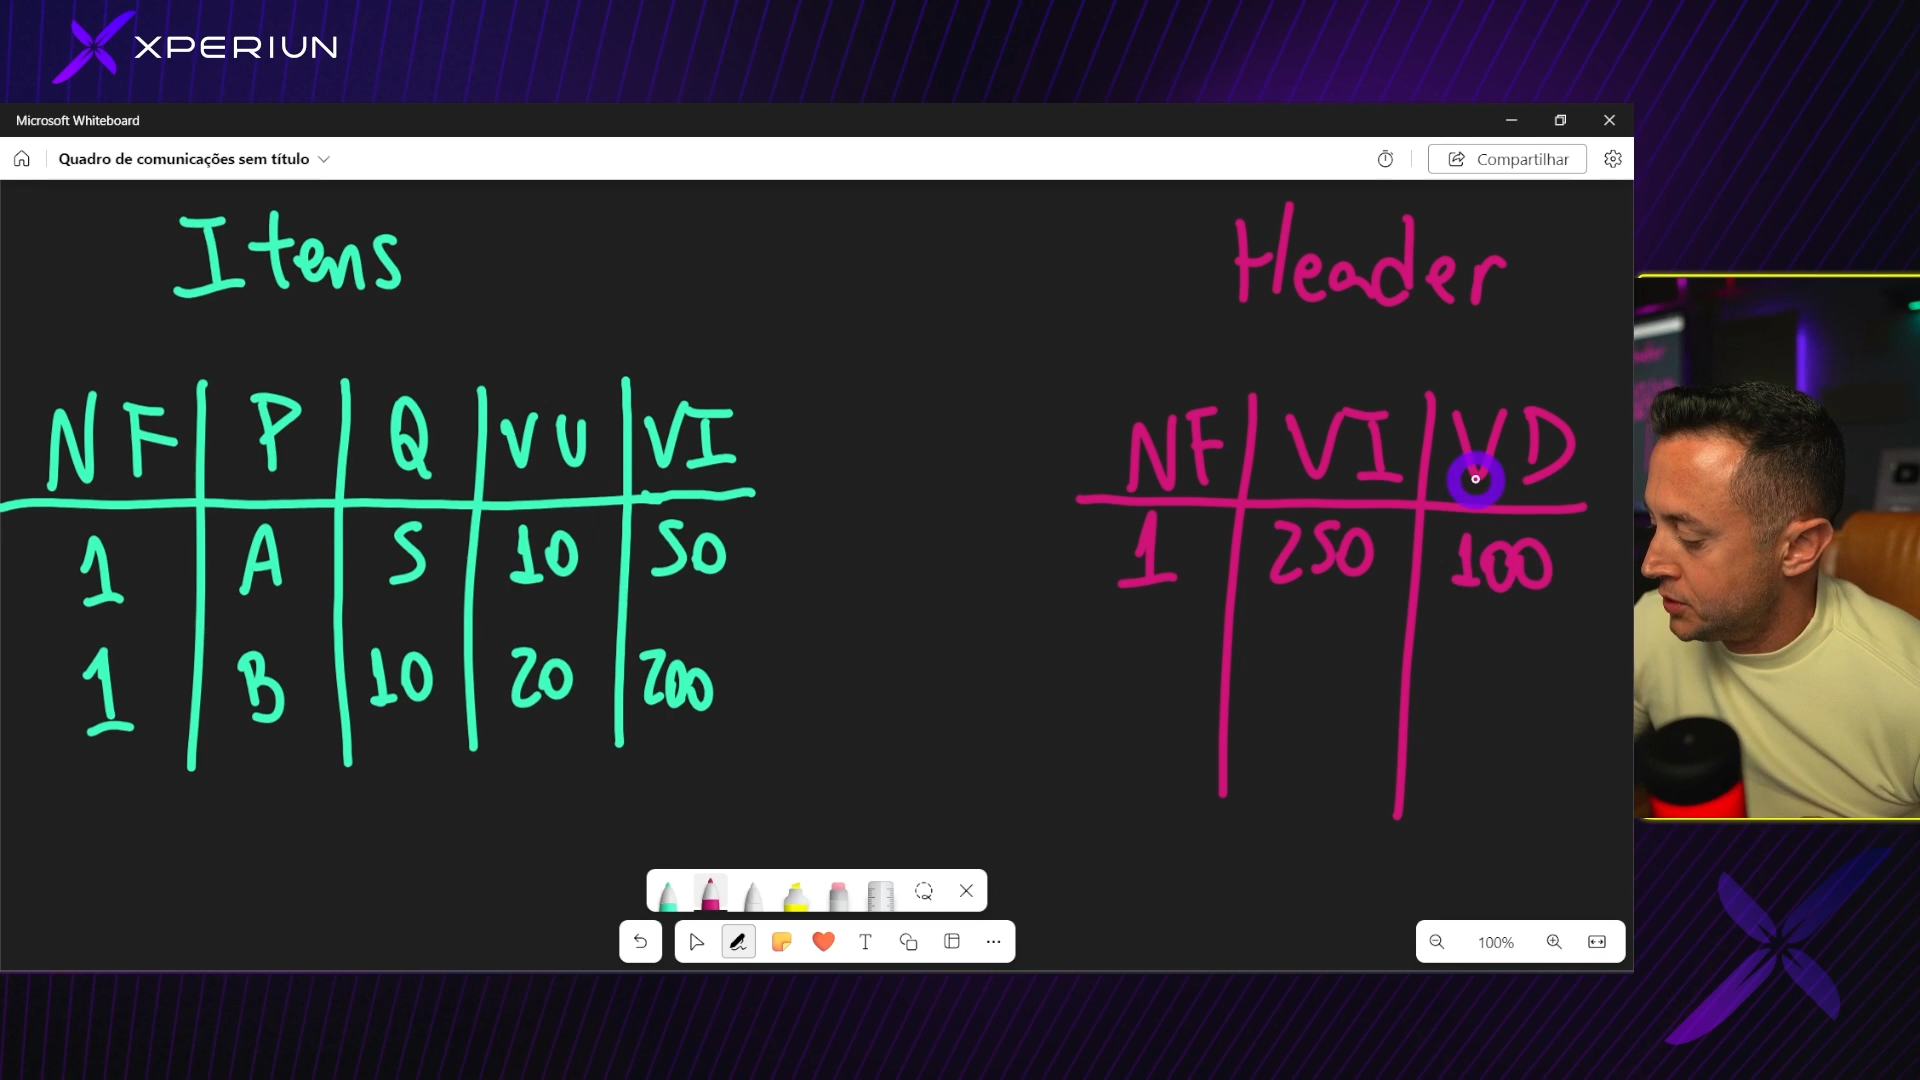 XPERIUN
Microsoft Whiteboard
Quadro de comunicações sem título
Compartilhar
Itens
NF P Q VU VI
1 A 5 10 50
1 B 10 20 200
Header
NF VI VD
1 250 100
T
100%